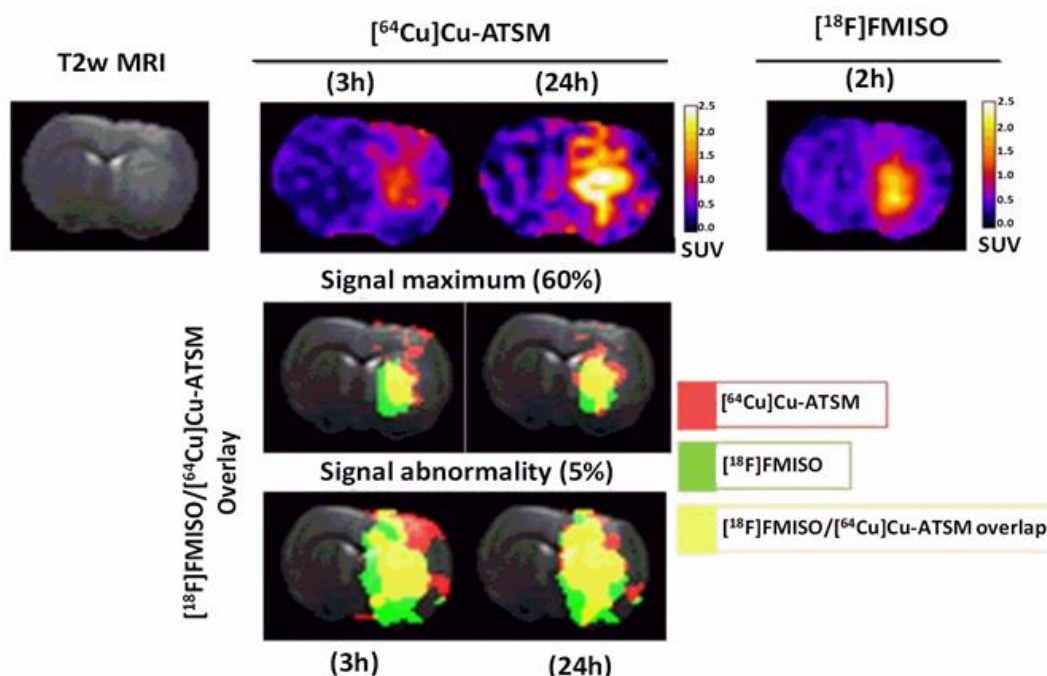 T2w MRI
[⁶⁴Cu]Cu-ATSM
[¹⁸F]FMISO
(3h)
(24h)
(2h)
2.5
2.0
1.5
1.0
0.5
0.0
SUV
2.5
2.0
1.5
1.0
0.5
0.0
SUV
Signal maximum (60%)
[¹⁸F]FMISO/[⁶⁴Cu]Cu-ATSM
Overlay
[⁶⁴Cu]Cu-ATSM
[¹⁸F]FMISO
[¹⁸F]FMISO/[⁶⁴Cu]Cu-ATSM overlap
Signal abnormality (5%)
(3h)
(24h)